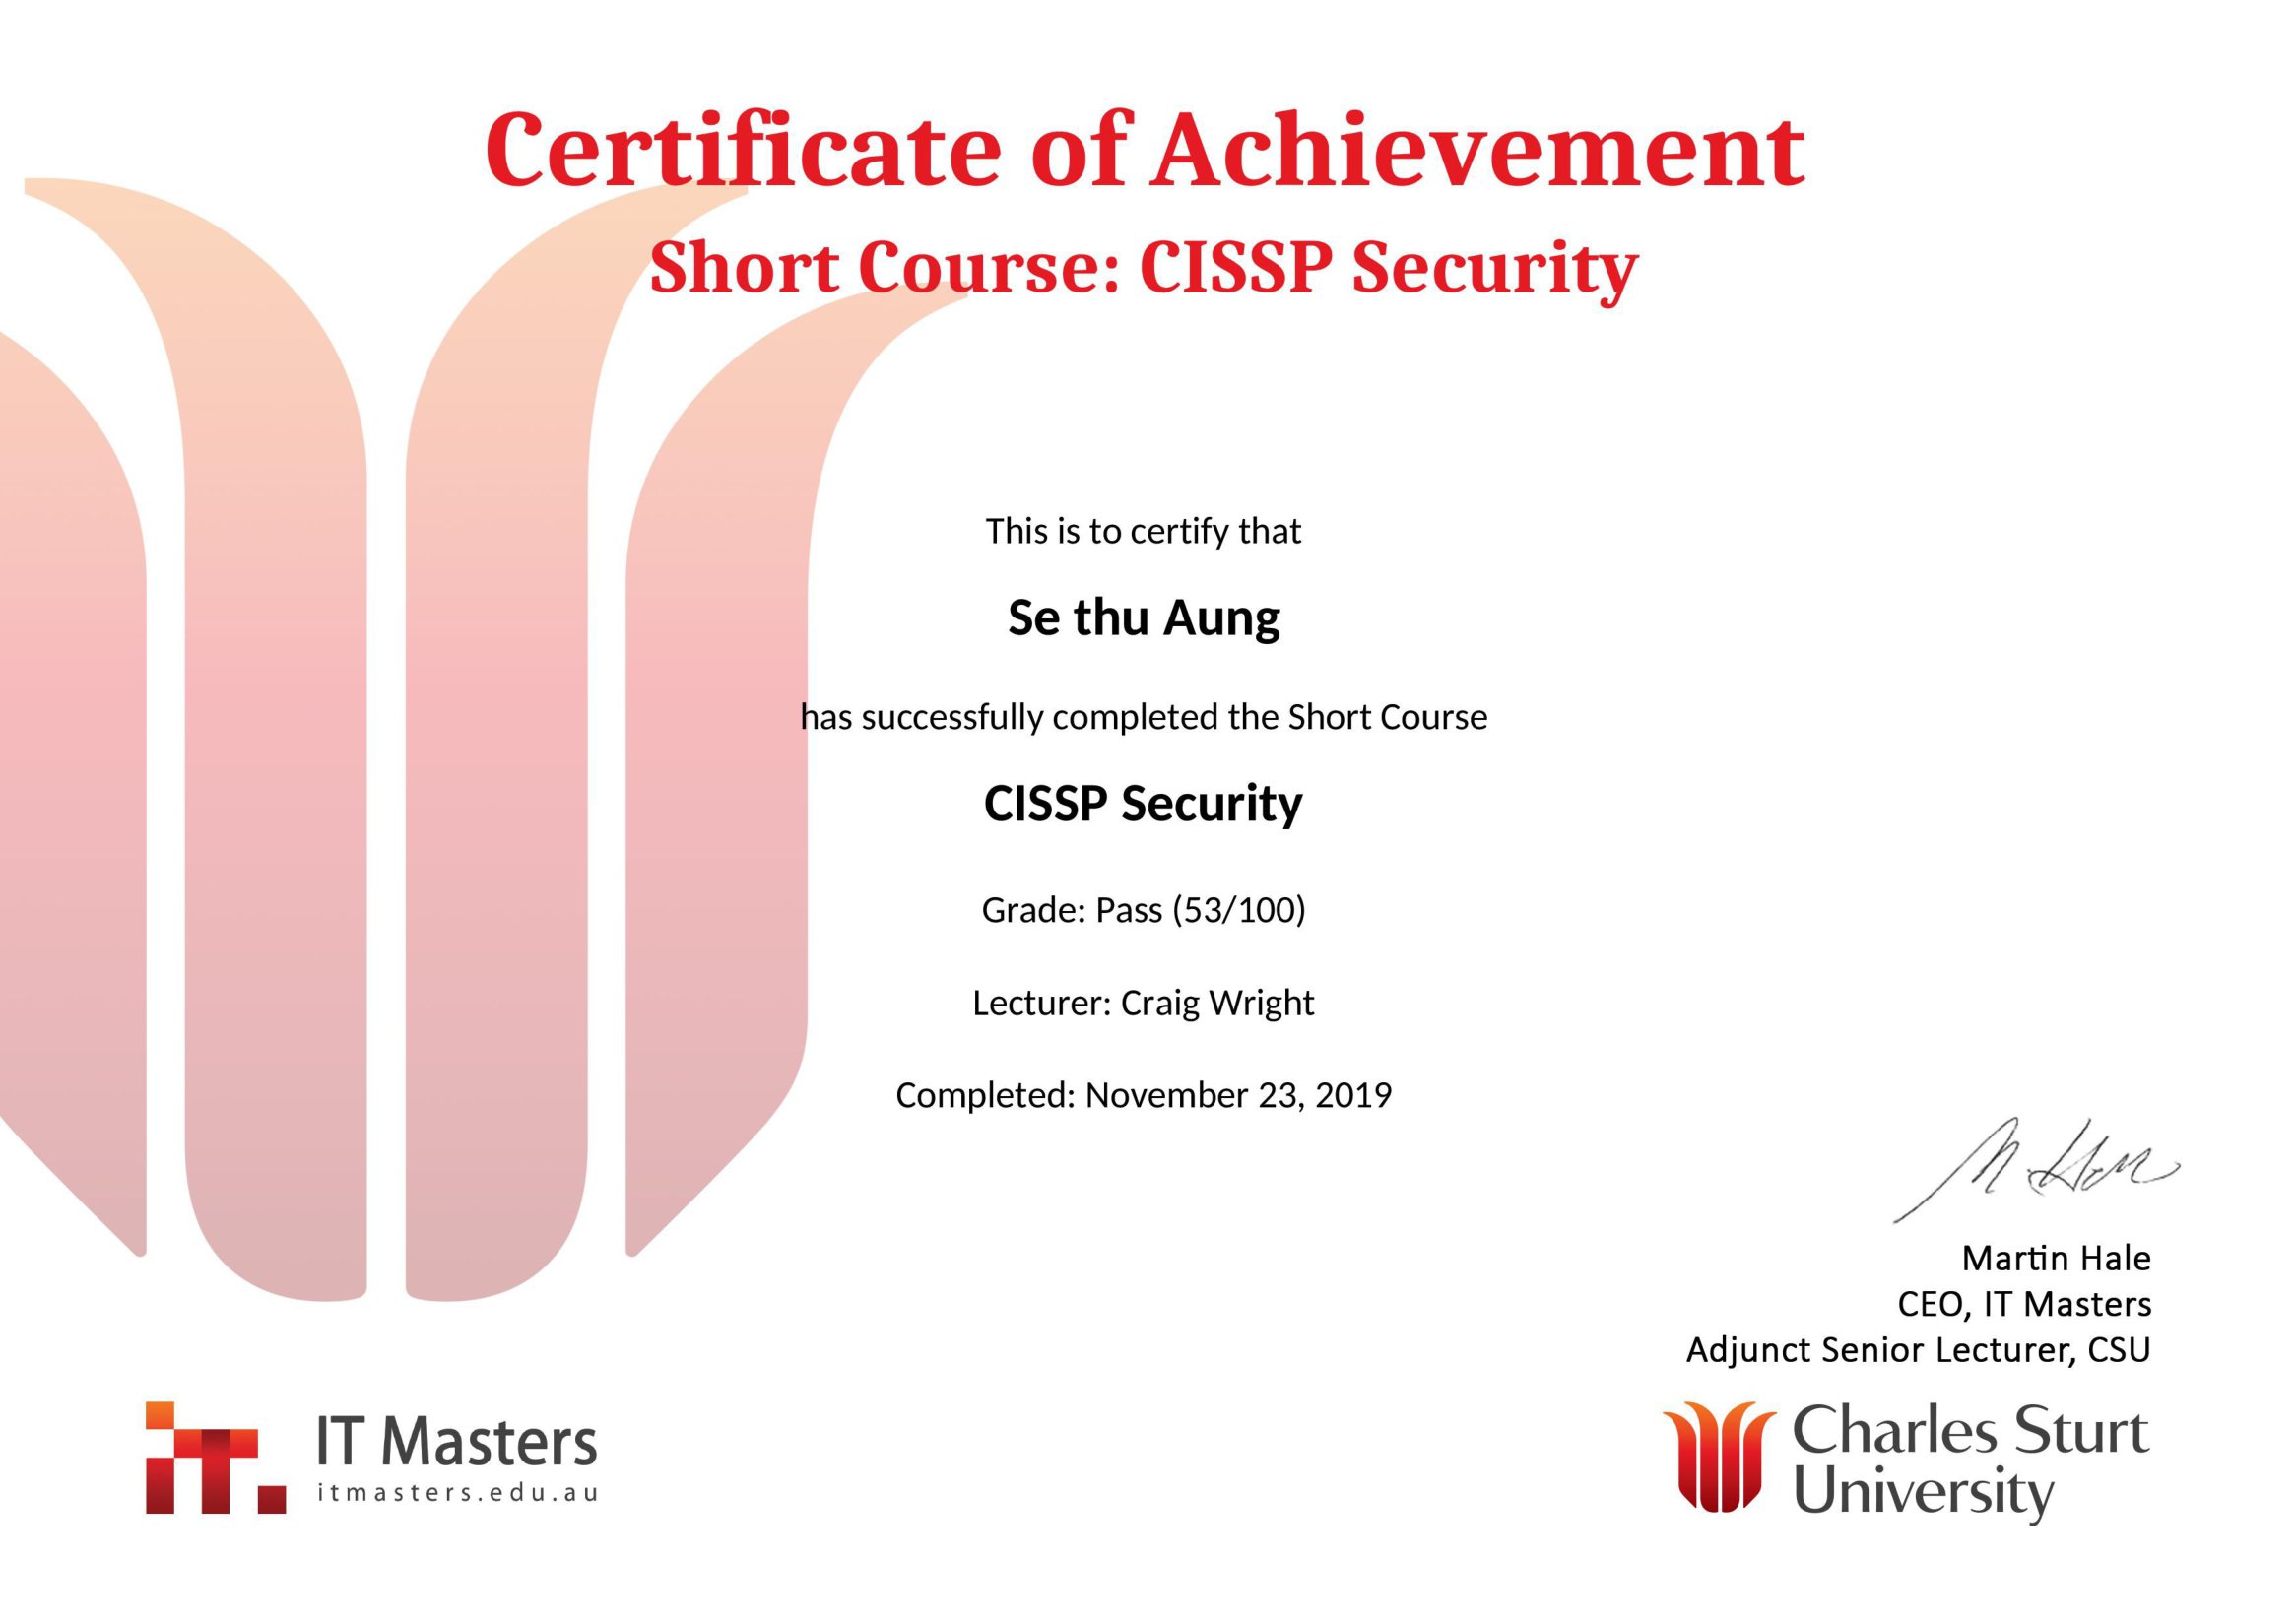 Certificate of Achievement
Short Course: CISSP Security
This is to certify that
Se thu Aung
has successfully completed the Short Course
CISSP Security
Grade: Pass (53/100)
Lecturer: Craig Wright
Completed: November 23, 2019
Martin Hale
CEO, IT Masters
Adjunct Senior Lecturer, CSU
it.
IT Masters
itmasters.edu.au
Charles Sturt
University